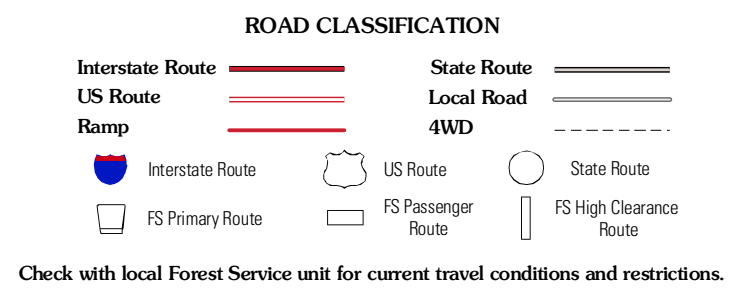 ROAD CLASSIFICATION
Interstate Route
State Route
US Route
Local Road
Ramp
4WD
Interstate Route
US Route
State Route
FS Primary Route
FS Passenger
Route
FS High Clearance
Route
Check with local Forest Service unit for current travel conditions and restrictions.